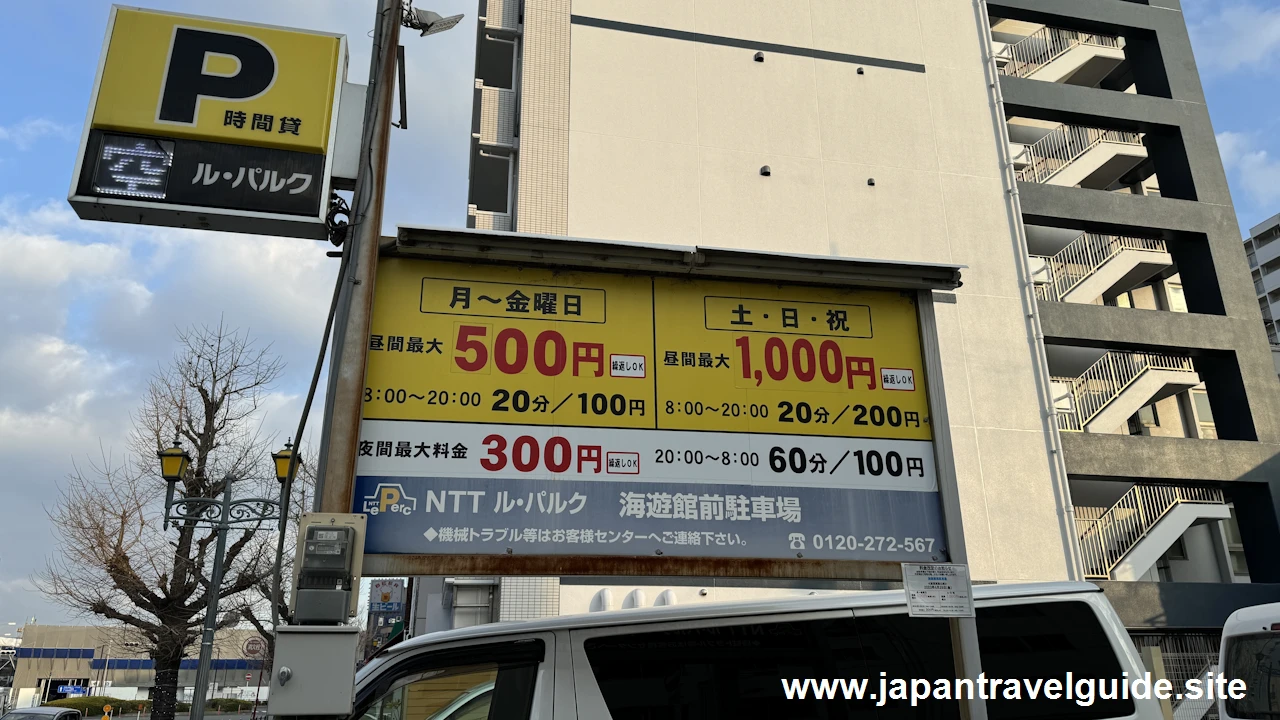 P
時間貸
空
ル・パルク
月～金曜日
昼間最大 500円 繰返しOK
8:00～20:00 20分／100円
土・日・祝
昼間最大 1,000円 繰返しOK
8:00～20:00 20分／200円
夜間最大料金 300円 繰返しOK 20:00～8:00 60分／100円
NTT LePerc NTT ル・パルク 海遊館前駐車場
◆機械トラブル等はお客様センターへご連絡下さい。 ☎ 0120-272-567
生ビール
www.japantravelguide.site